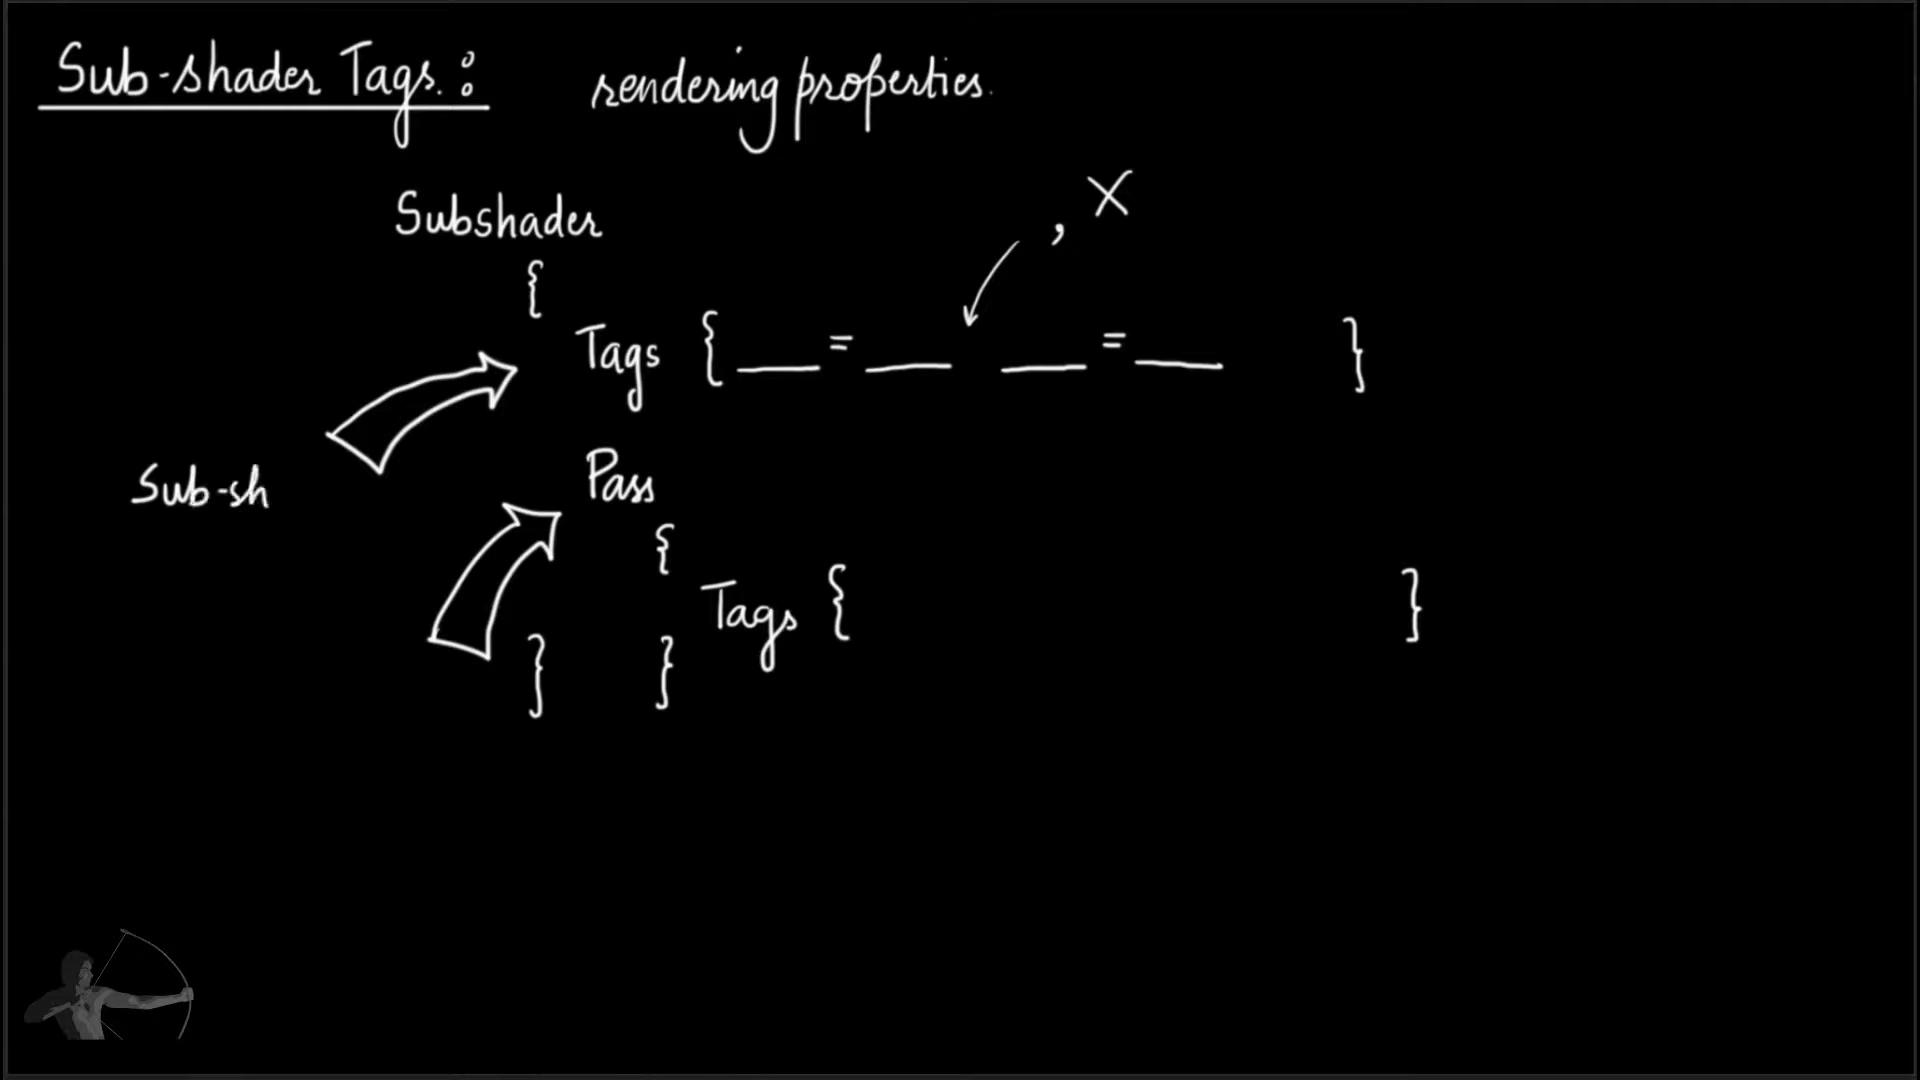 Sub-shader Tags. : rendering properties.
Subshader
, X
{
Tags { ___ = ___ ___ = ___ }
Sub-sh
Pass
{
Tags { }
} }